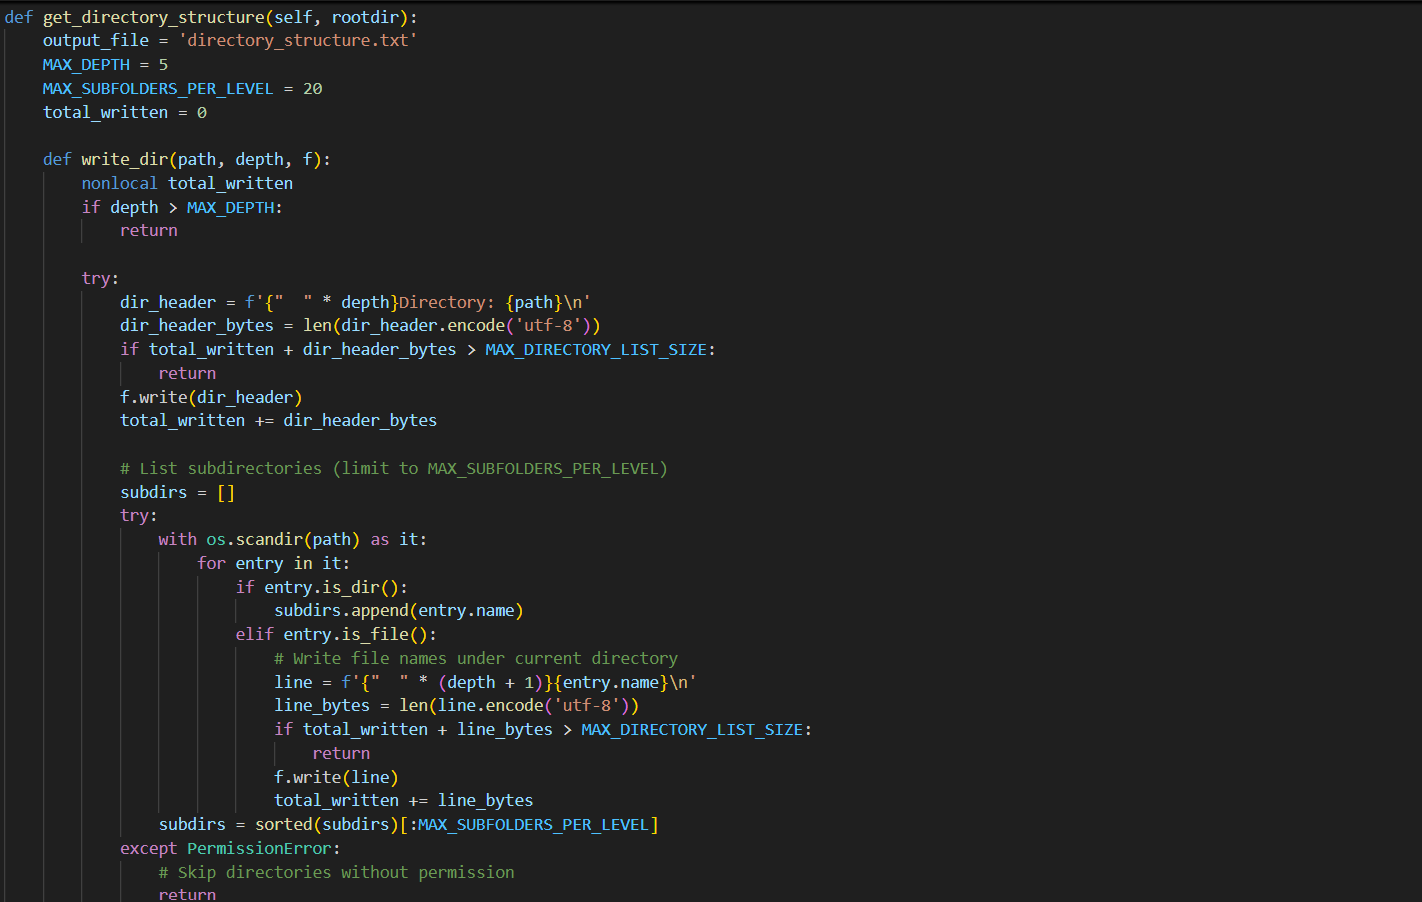 def get_directory_structure(self, rootdir):
    output_file = 'directory_structure.txt'
    MAX_DEPTH = 5
    MAX_SUBFOLDERS_PER_LEVEL = 20
    total_written = 0

    def write_dir(path, depth, f):
        nonlocal total_written
        if depth > MAX_DEPTH:
            return

        try:
            dir_header = f'{"  " * depth}Directory: {path}\n'
            dir_header_bytes = len(dir_header.encode('utf-8'))
            if total_written + dir_header_bytes > MAX_DIRECTORY_LIST_SIZE:
                return
            f.write(dir_header)
            total_written += dir_header_bytes

            # List subdirectories (limit to MAX_SUBFOLDERS_PER_LEVEL)
            subdirs = []
            try:
                with os.scandir(path) as it:
                    for entry in it:
                        if entry.is_dir():
                            subdirs.append(entry.name)
                        elif entry.is_file():
                            # Write file names under current directory
                            line = f'{"  " * (depth + 1)}{entry.name}\n'
                            line_bytes = len(line.encode('utf-8'))
                            if total_written + line_bytes > MAX_DIRECTORY_LIST_SIZE:
                                return
                            f.write(line)
                            total_written += line_bytes
                subdirs = sorted(subdirs)[:MAX_SUBFOLDERS_PER_LEVEL]
            except PermissionError:
                # Skip directories without permission
                return